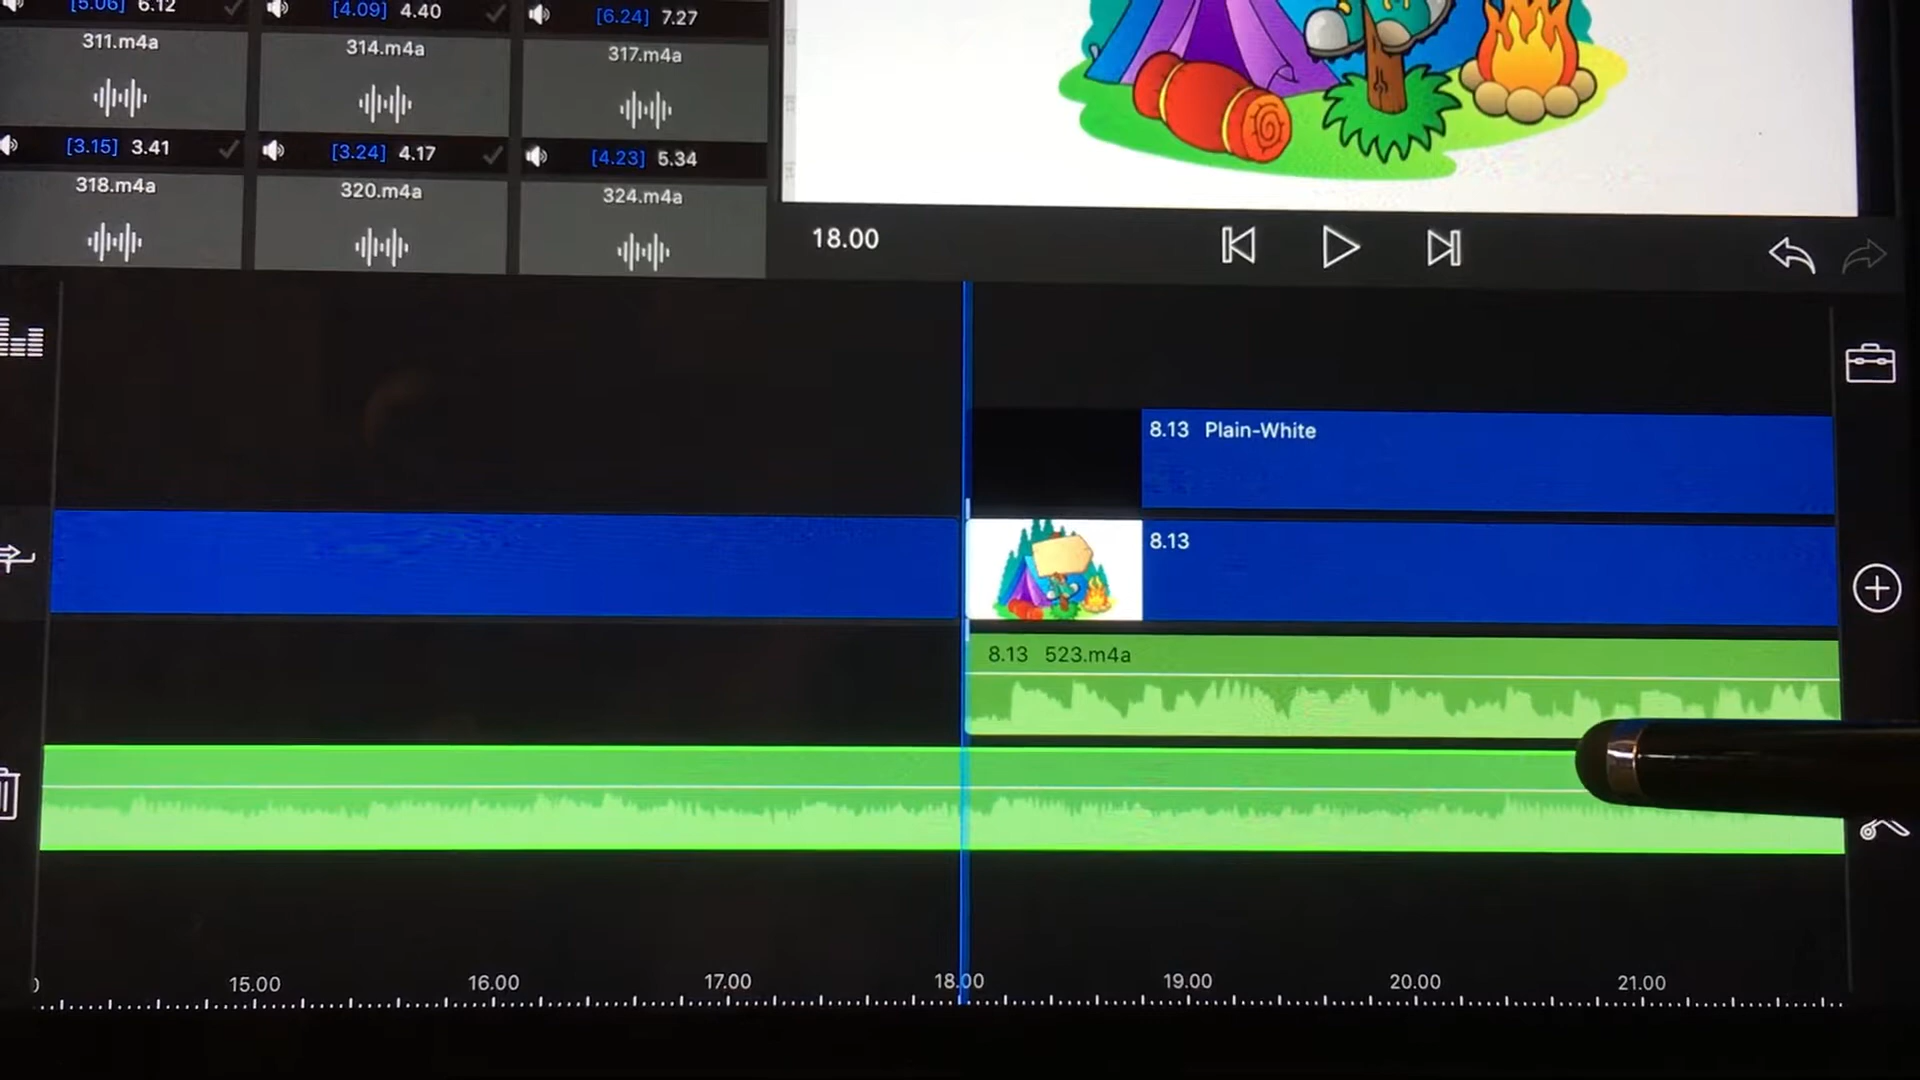 [5.06] 6.12
[4.09] 4.40
[6.24] 7.27
311.m4a
314.m4a
317.m4a
[3.15] 3.41
[3.24] 4.17
[4.23] 5.34
318.m4a
320.m4a
324.m4a
18.00
8.13 Plain-White
8.13
8.13 523.m4a
15.00 16.00 17.00 18.00 19.00 20.00 21.00